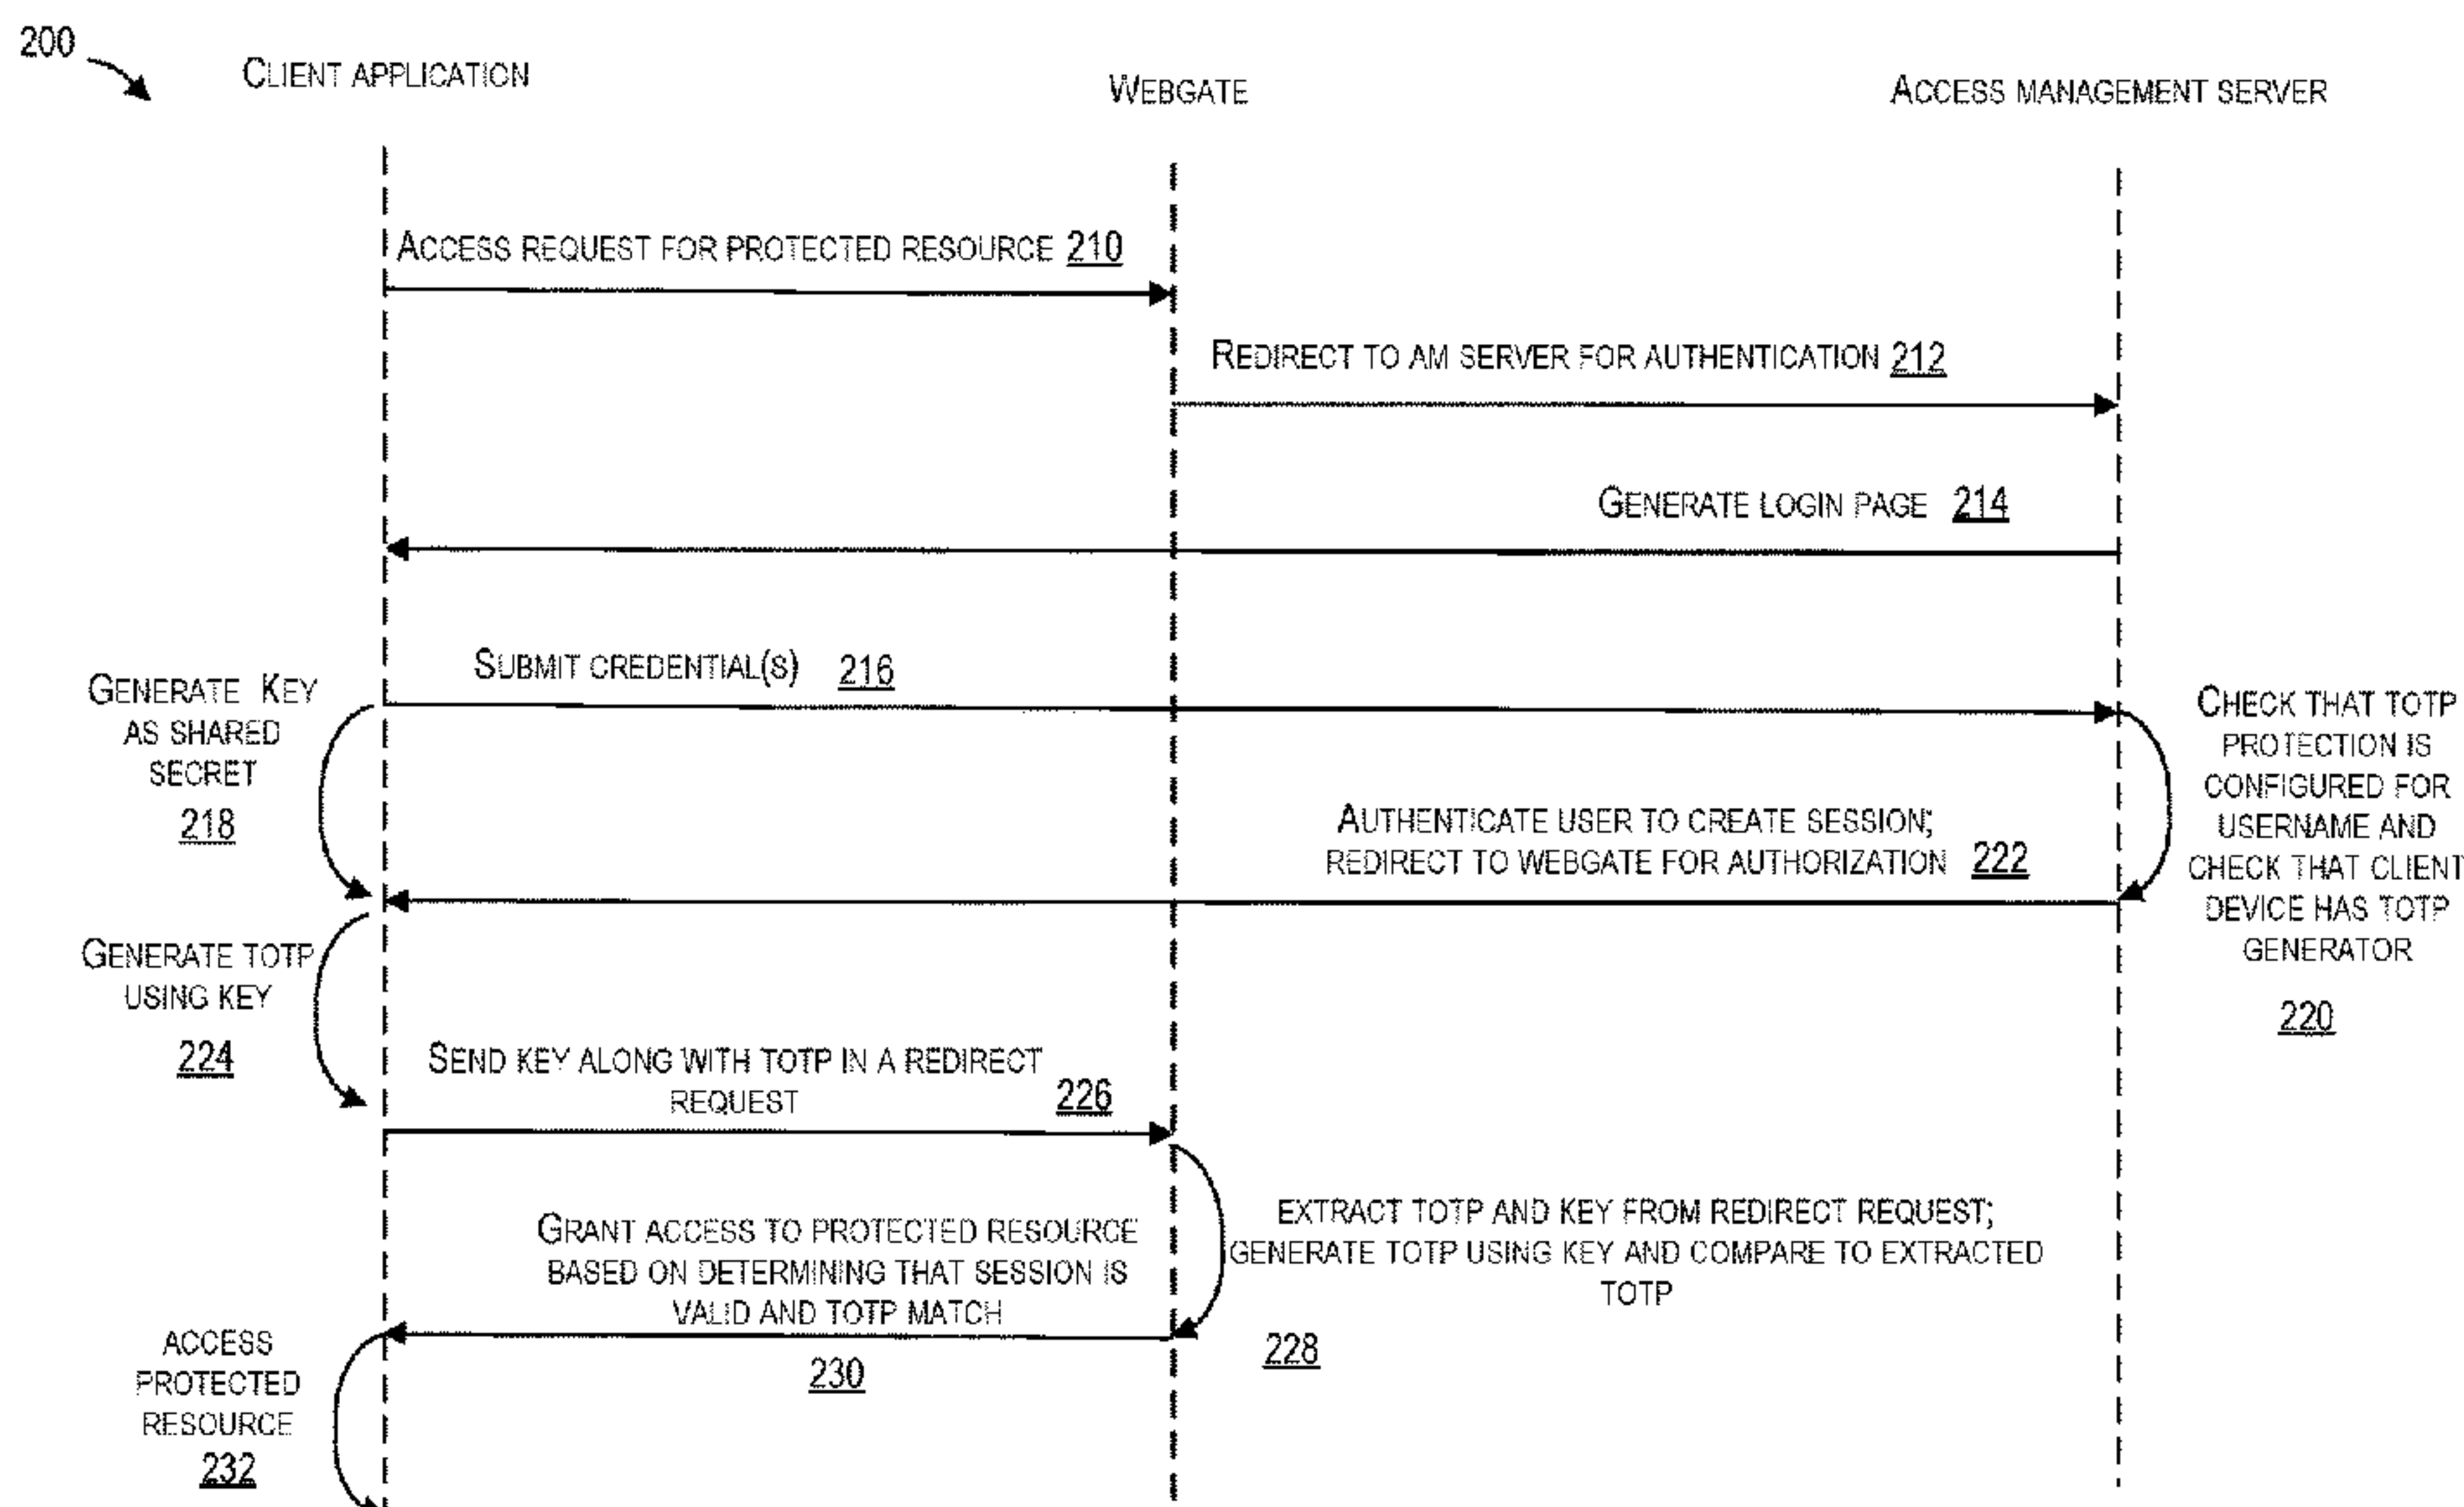 200
CLIENT APPLICATION
WEBGATE
ACCESS MANAGEMENT SERVER
ACCESS REQUEST FOR PROTECTED RESOURCE 210
REDIRECT TO AM SERVER FOR AUTHENTICATION 212
GENERATE LOGIN PAGE 214
SUBMIT CREDENTIAL(S) 216
GENERATE KEY
AS SHARED
SECRET
218
CHECK THAT TOTP
PROTECTION IS
CONFIGURED FOR
USERNAME AND
CHECK THAT CLIENT
DEVICE HAS TOTP
GENERATOR
220
AUTHENTICATE USER TO CREATE SESSION;
REDIRECT TO WEBGATE FOR AUTHORIZATION 222
GENERATE TOTP
USING KEY
224
SEND KEY ALONG WITH TOTP IN A REDIRECT
REQUEST 226
EXTRACT TOTP AND KEY FROM REDIRECT REQUEST;
GENERATE TOTP USING KEY AND COMPARE TO EXTRACTED
TOTP
228
GRANT ACCESS TO PROTECTED RESOURCE
BASED ON DETERMINING THAT SESSION IS
VALID AND TOTP MATCH
230
ACCESS
PROTECTED
RESOURCE
232